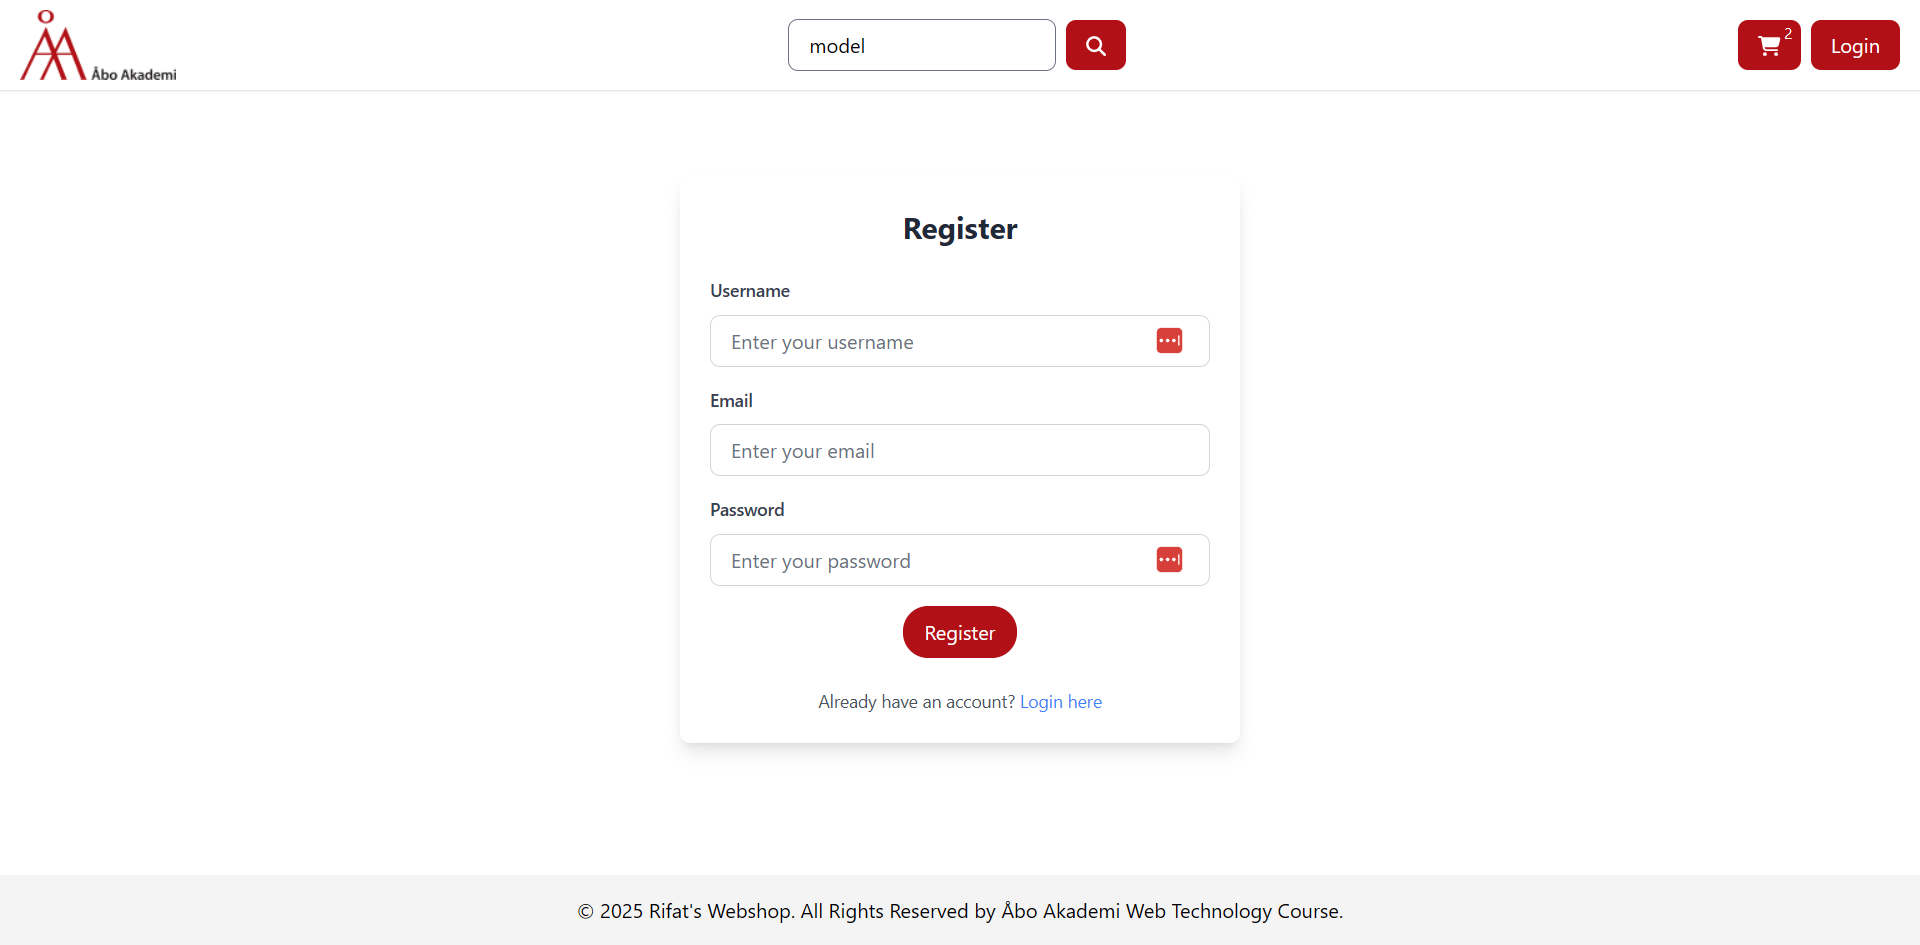 Åbo Akademi
model
2
Login
Register
Username
Enter your username
Email
Enter your email
Password
Enter your password
Register
Already have an account? Login here
© 2025 Rifat's Webshop. All Rights Reserved by Åbo Akademi Web Technology Course.